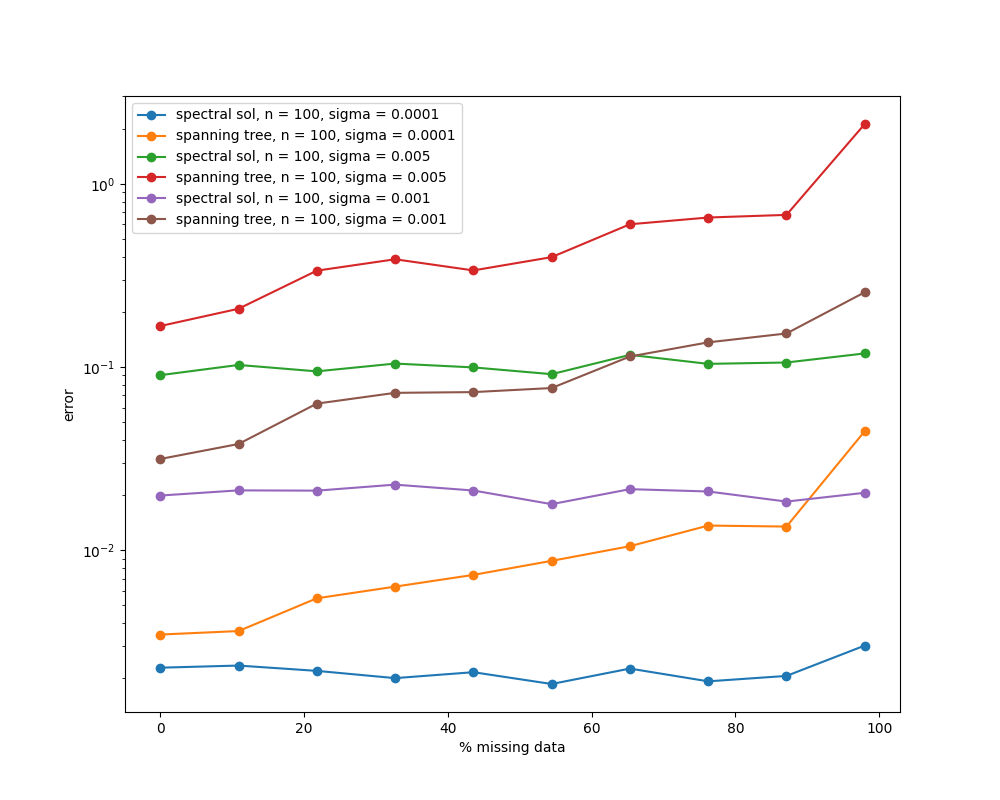 spectral sol, n = 100, sigma = 0.0001
spanning tree, n = 100, sigma = 0.0001
spectral sol, n = 100, sigma = 0.005
spanning tree, n = 100, sigma = 0.005
spectral sol, n = 100, sigma = 0.001
spanning tree, n = 100, sigma = 0.001
10⁰
10⁻¹
10⁻²
error
0 20 40 60 80 100
% missing data